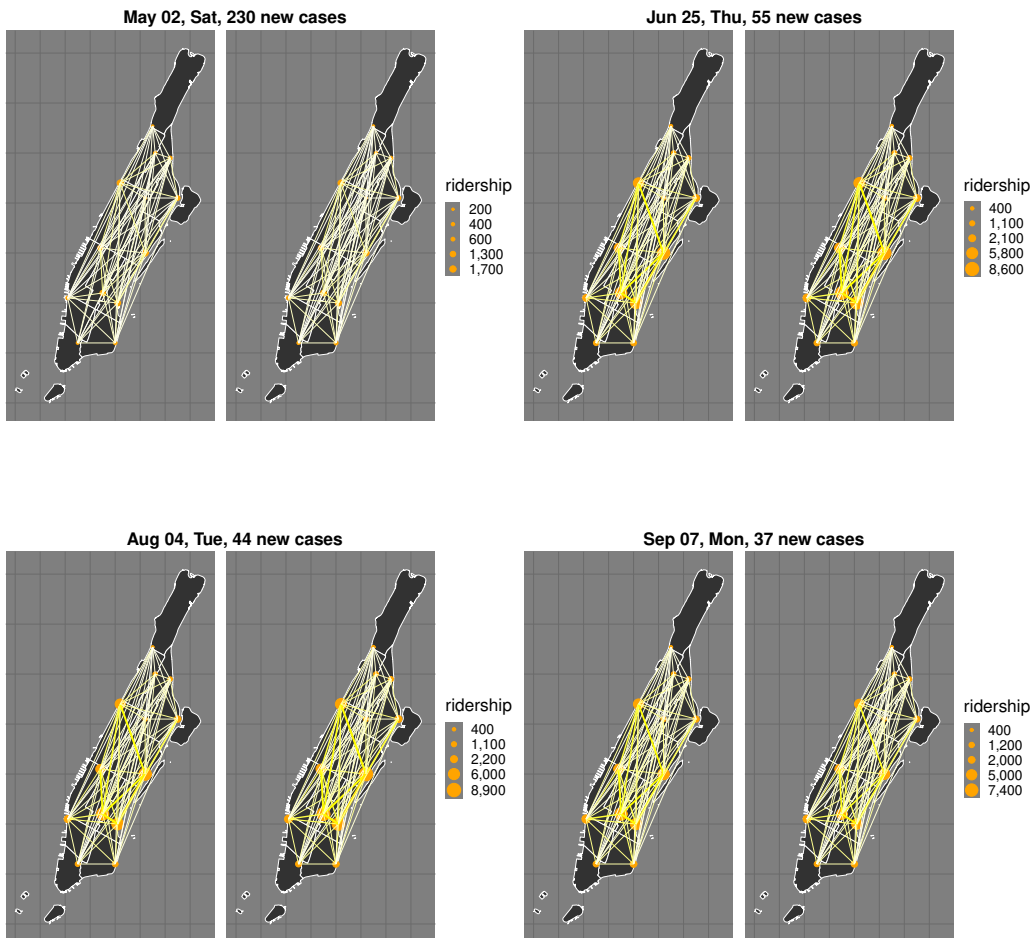 May 02, Sat, 230 new cases
ridership
200
400
600
1,300
1,700
Jun 25, Thu, 55 new cases
ridership
400
1,100
2,100
5,800
8,600
Aug 04, Tue, 44 new cases
ridership
400
1,100
2,200
6,000
8,900
Sep 07, Mon, 37 new cases
ridership
400
1,200
2,000
5,000
7,400